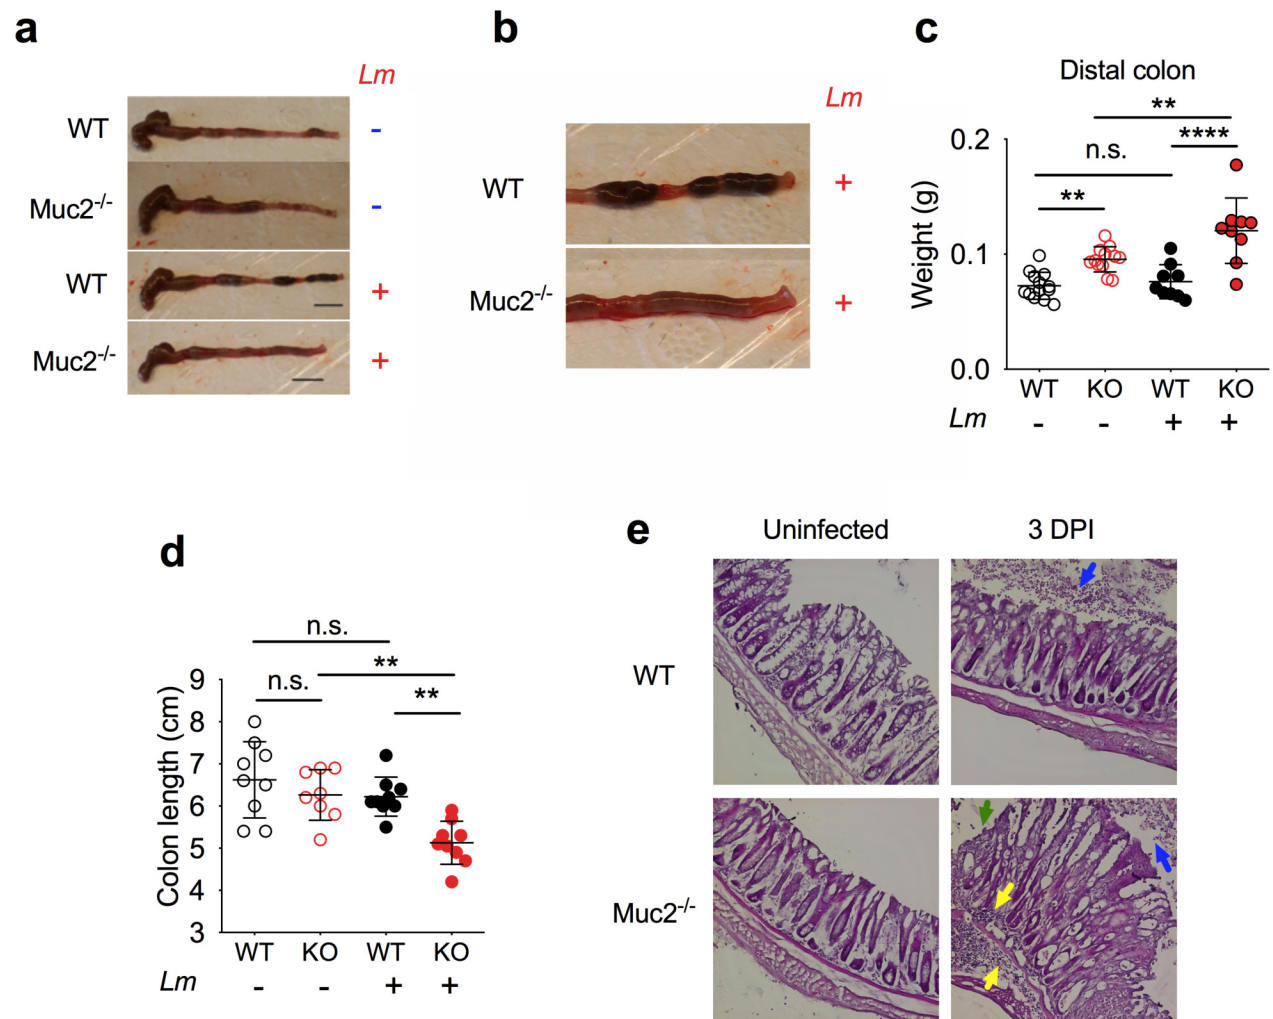 a
Lm
WT -
Muc2-/- -
WT +
Muc2-/- +
b
Lm
WT +
Muc2-/- +
c
Distal colon
**
****
n.s.
**
Weight (g)
0.2
0.1
0.0
WT KO WT KO
Lm - - + +
d
n.s.
**
n.s.
**
Colon length (cm)
9
8
7
6
5
4
3
WT KO WT KO
Lm - - + +
e
Uninfected 3 DPI
WT
Muc2-/-